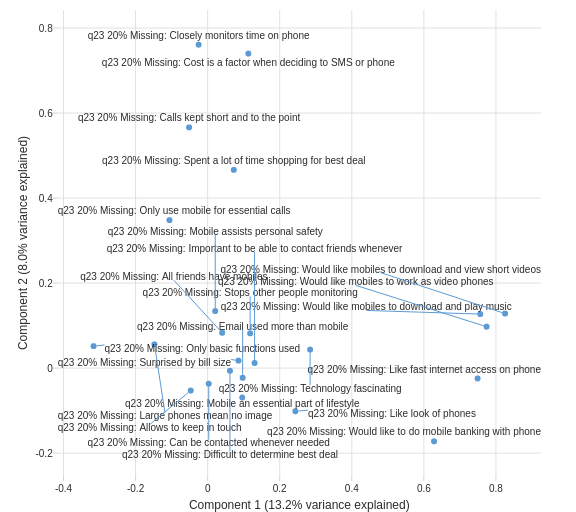 0.8
q23 20% Missing: Closely monitors time on phone
q23 20% Missing: Cost is a factor when deciding to SMS or phone
0.6
q23 20% Missing: Calls kept short and to the point
q23 20% Missing: Spent a lot of time shopping for best deal
0.4
q23 20% Missing: Only use mobile for essential calls
q23 20% Missing: Mobile assists personal safety
q23 20% Missing: Important to be able to contact friends whenever
q23 20% Missing: Would like mobiles to download and view short videos
q23 20% Missing: All friends have mobiles
q23 20% Missing: Would like mobiles to work as video phones
0.2
q23 20% Missing: Stops other people monitoring
q23 20% Missing: Would like mobiles to download and play music
q23 20% Missing: Email used more than mobile
q23 20% Missing: Only basic functions used
q23 20% Missing: Surprised by bill size
0
q23 20% Missing: Like fast internet access on phone
q23 20% Missing: Technology fascinating
q23 20% Missing: Mobile an essential part of lifestyle
q23 20% Missing: Large phones mean no image
q23 20% Missing: Like look of phones
q23 20% Missing: Allows to keep in touch
q23 20% Missing: Would like to do mobile banking with phone
q23 20% Missing: Can be contacted whenever needed
-0.2
q23 20% Missing: Difficult to determine best deal
-0.4
-0.2
0
0.2
0.4
0.6
0.8
Component 1 (13.2% variance explained)
Component 2 (8.0% variance explained)